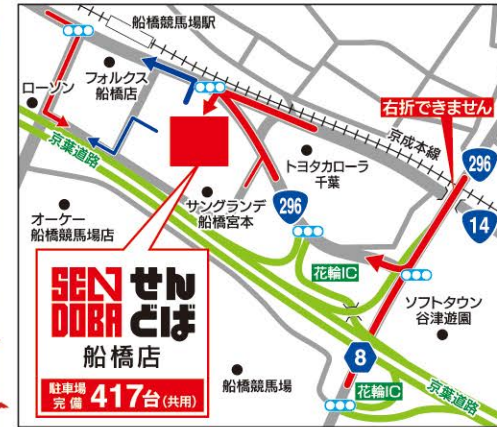 船橋競馬場駅
フォルクス
船橋店
ローソン
右折できません
京成本線
京葉道路
トヨタカローラ
千葉
296
サングランデ
船橋宮本
296
14
オーケー
船橋競馬場店
花輪IC
SEN
DOBA
せん
どば
船橋店
ソフトタウン
谷津遊園
8
船橋競馬場
花輪IC
京葉道路
駐車場
完備
417台(共用)